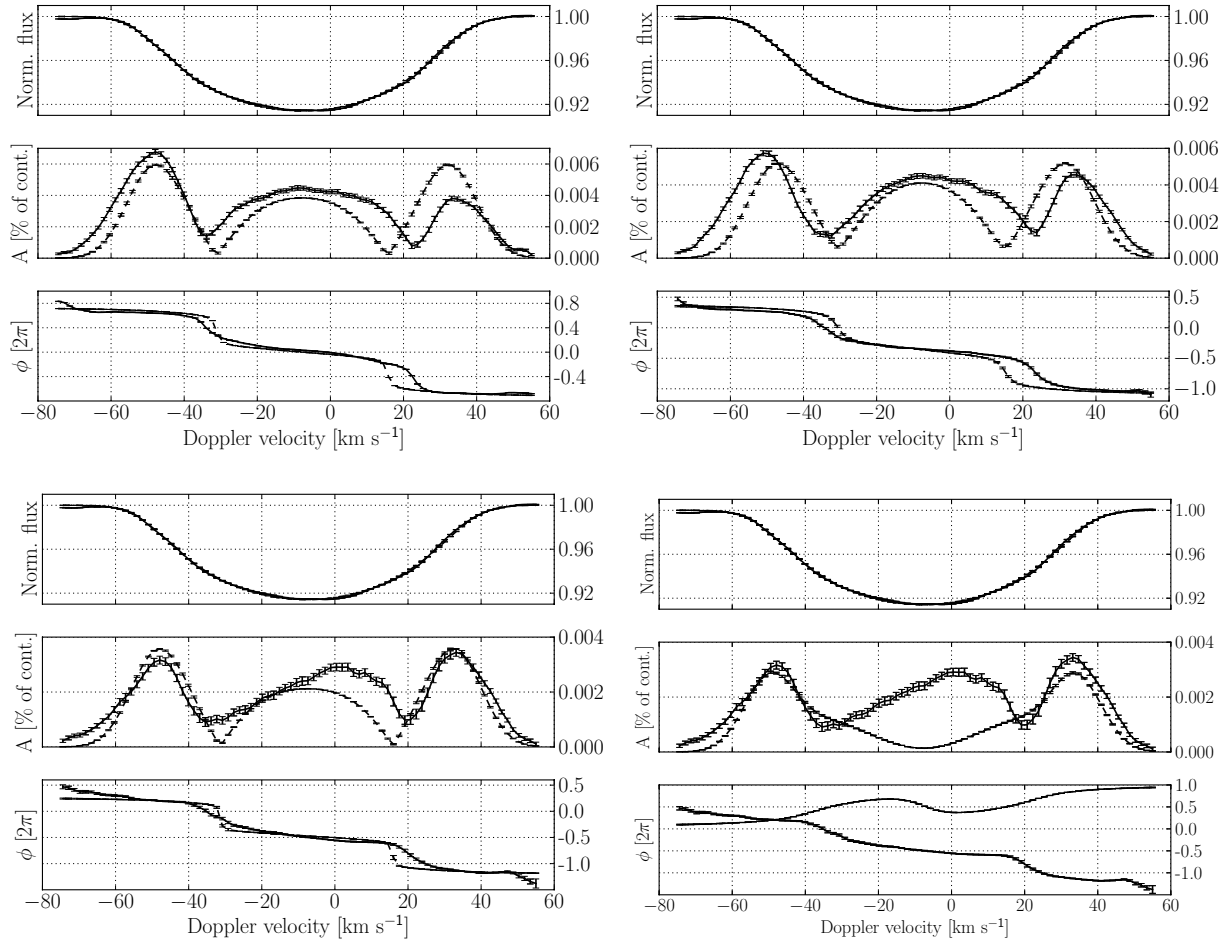 Norm. flux
1.00
0.96
0.92
A [% of cont.]
0.006
0.004
0.002
0.000
ϕ [2π]
0.8
0.4
0.0
-0.4
−80 −60 −40 −20 0 20 40 60
Doppler velocity [km s⁻¹]
Norm. flux
1.00
0.96
0.92
A [% of cont.]
0.006
0.004
0.002
0.000
ϕ [2π]
0.5
0.0
−0.5
−1.0
−80 −60 −40 −20 0 20 40 60
Doppler velocity [km s⁻¹]
Norm. flux
1.00
0.96
0.92
A [% of cont.]
0.004
0.002
0.000
ϕ [2π]
0.5
0.0
-0.5
-1.0
−80 −60 −40 −20 0 20 40 60
Doppler velocity [km s⁻¹]
Norm. flux
1.00
0.96
0.92
A [% of cont.]
0.004
0.002
0.000
ϕ [2π]
1.0
0.5
0.0
-0.5
-1.0
−80 −60 −40 −20 0 20 40 60
Doppler velocity [km s⁻¹]